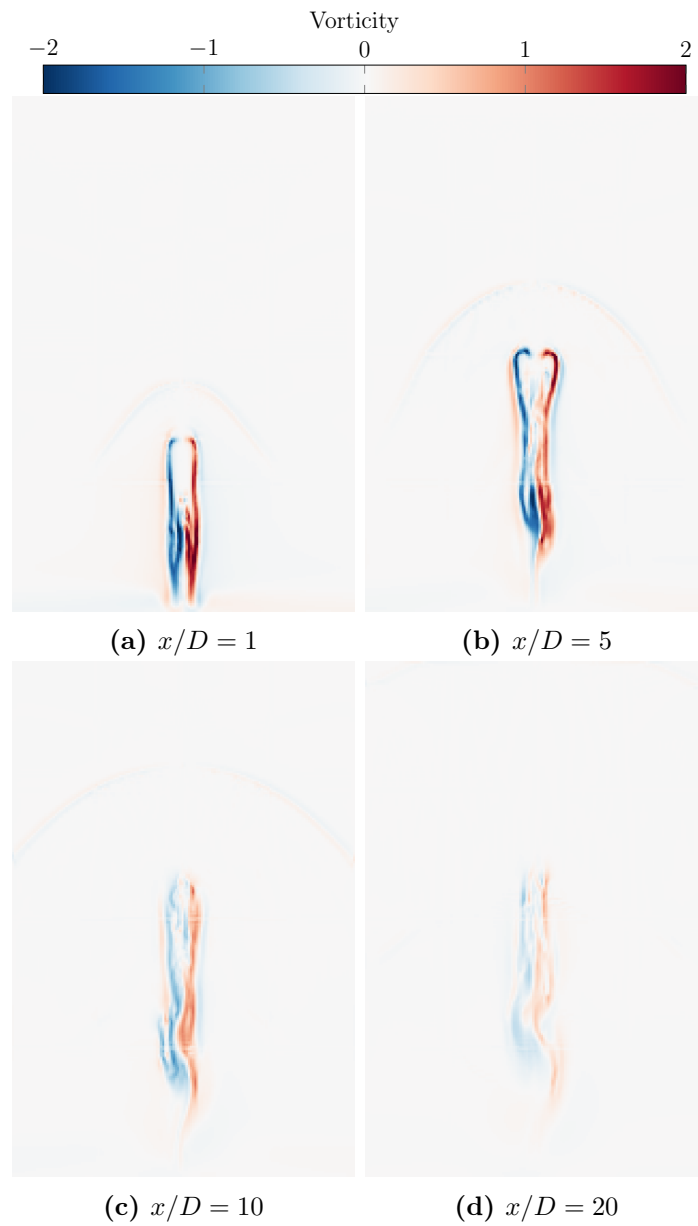 Vorticity
−2 −1 0 1 2
(a) x/D = 1 (b) x/D = 5
(c) x/D = 10 (d) x/D = 20